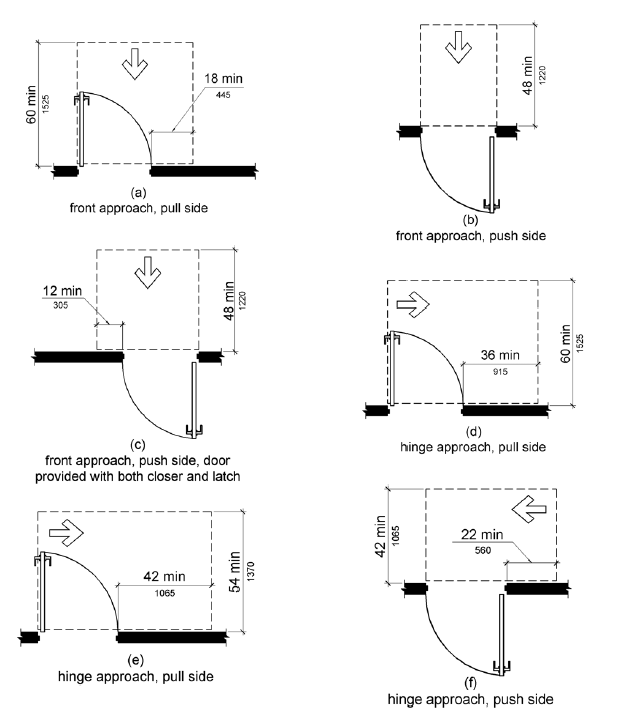 60 min
1525
18 min
445
(a)
front approach, pull side
48 min
1220
(b)
front approach, push side
12 min
305
48 min
1220
(c)
front approach, push side, door
provided with both closer and latch
36 min
915
60 min
1525
(d)
hinge approach, pull side
42 min
1065
54 min
1370
(e)
hinge approach, pull side
42 min
1065
22 min
560
(f)
hinge approach, push side